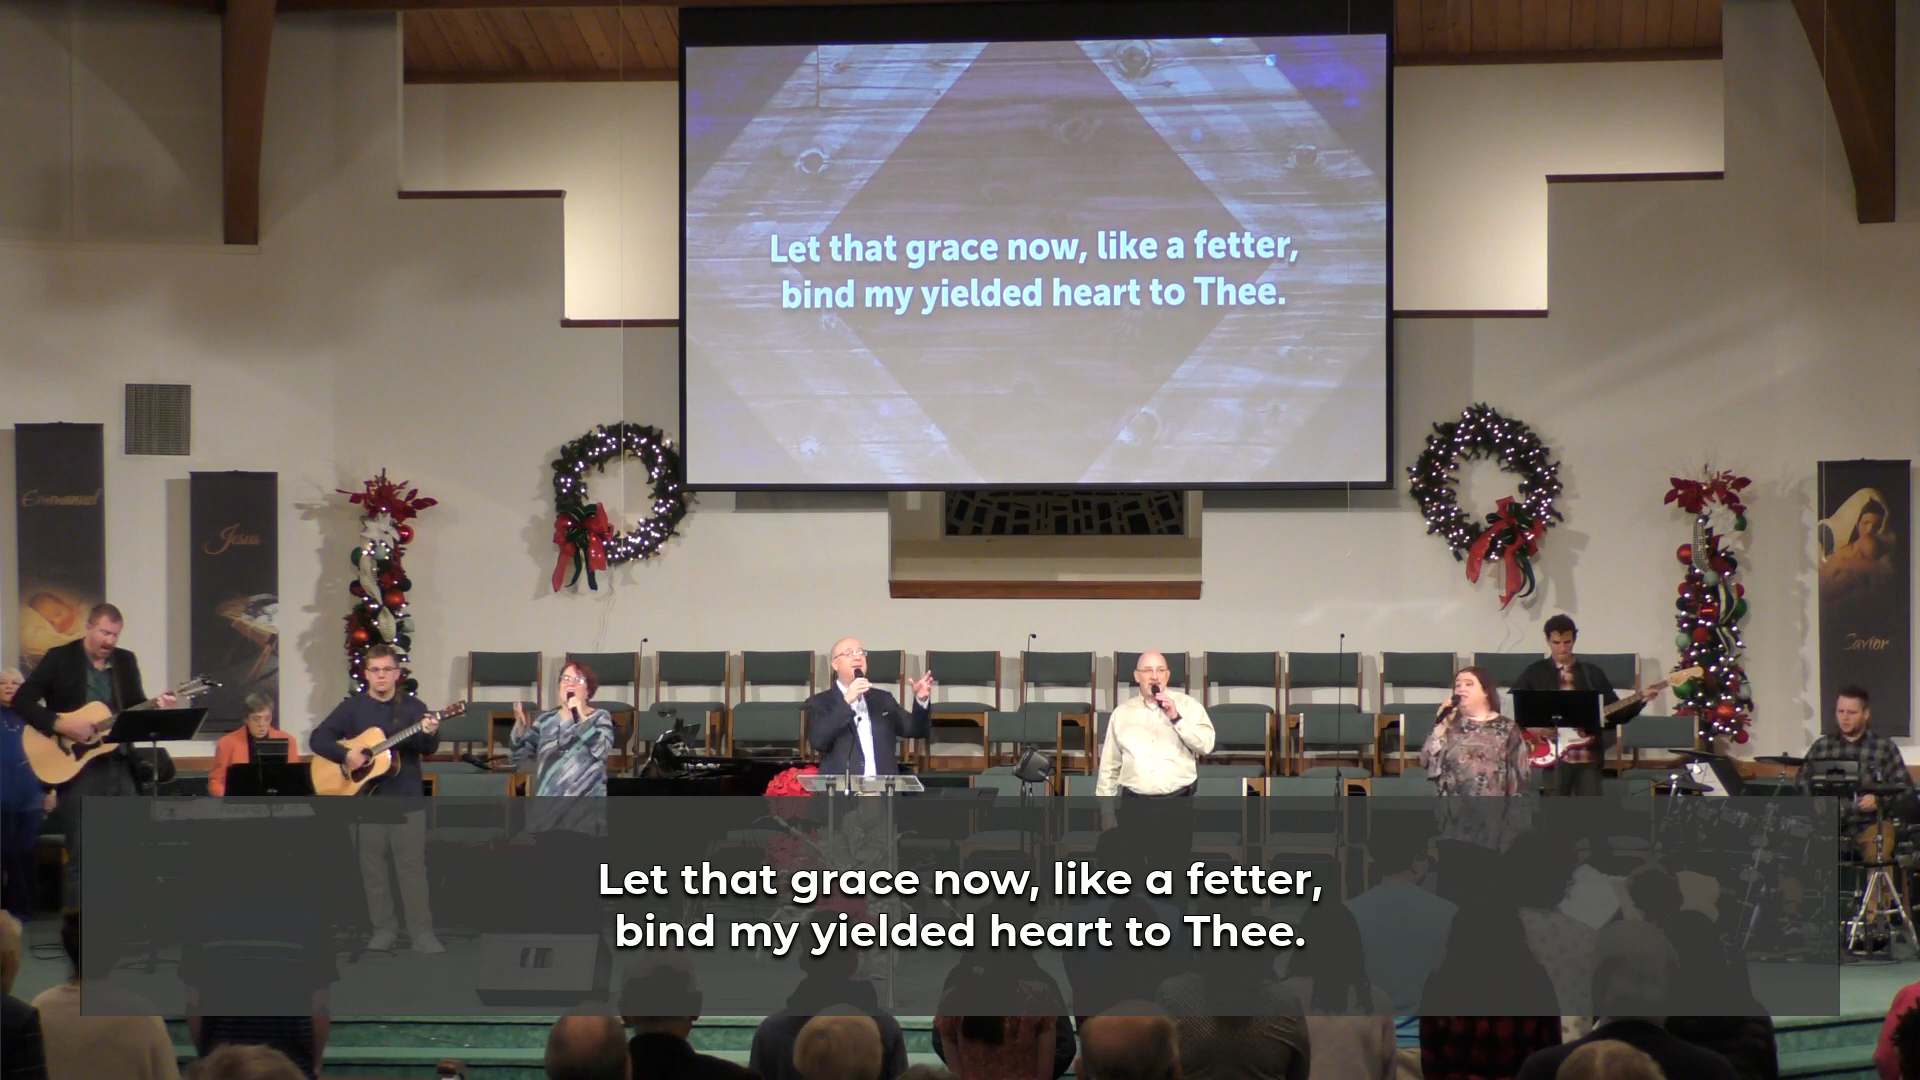 Let that grace now, like a fetter,
bind my yielded heart to Thee.
Emmanuel
Jesus
Savior
Let that grace now, like a fetter,
bind my yielded heart to Thee.